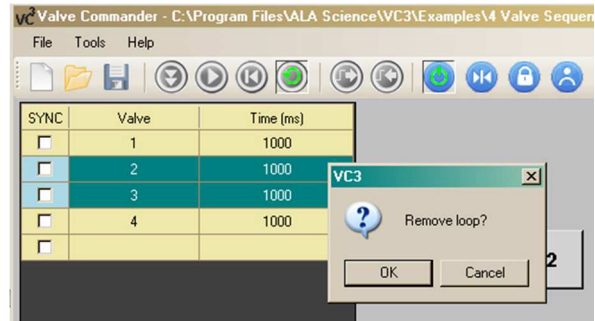 VC3 Valve Commander - C:\Program Files\ALA Science\VC3\Examples\4 Valve Sequen
File Tools Help
SYNC Valve Time (ms)
1 1000
2 1000
3 1000
4 1000
VC3
Remove loop?
OK Cancel
2